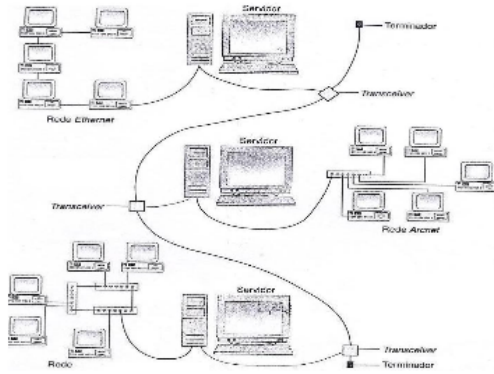 Servidor
Terminador
Transceiver
Rede Ethernet
Servidor
Transceiver
Rede Arcnet
Servidor
Transceiver
Terminador
Rede